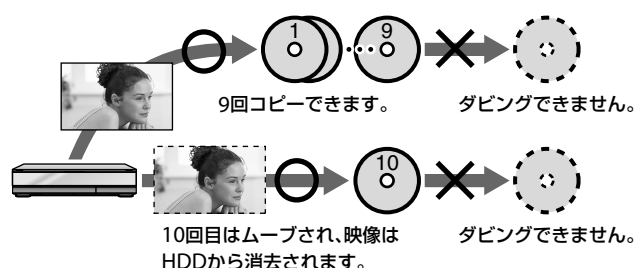 1 9
9回コピーできます。 ダビングできません。
10
10回目はムーブされ、映像は ダビングできません。
HDDから消去されます。